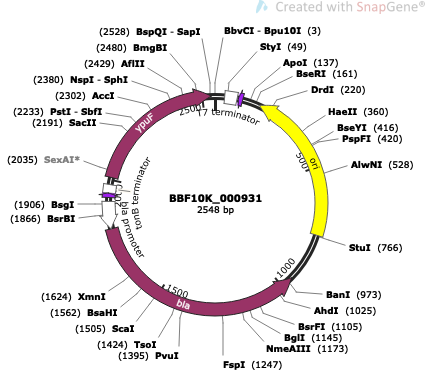 Created with SnapGene®
(2528) BspQI - SapI
BbvCI - Bpu10I (3)
(2480) BmgBI
StyI (49)
(2429) AflII
ApoI (137)
(2380) NspI - SphI
BseRI (161)
(2302) AccI
DrdI (220)
(2233) PstI - SbfI
HaeII (360)
(2191) SacII
BseYI (416)
PspFI (420)
(2035) SexAI*
AlwNI (528)
(1906) BsgI
(1866) BsrBI
StuI (766)
BanI (973)
(1624) XmnI
AhdI (1025)
(1562) BsaHI
BsrFI (1105)
(1505) ScaI
BglI (1145)
(1424) TsoI
NmeAIII (1173)
(1395) PvuI
FspI (1247)
BBF10K_000931
2548 bp
ypuF
2500
T7 terminator
ori
500
1000
1500
bla
bla promoter
tonB terminator